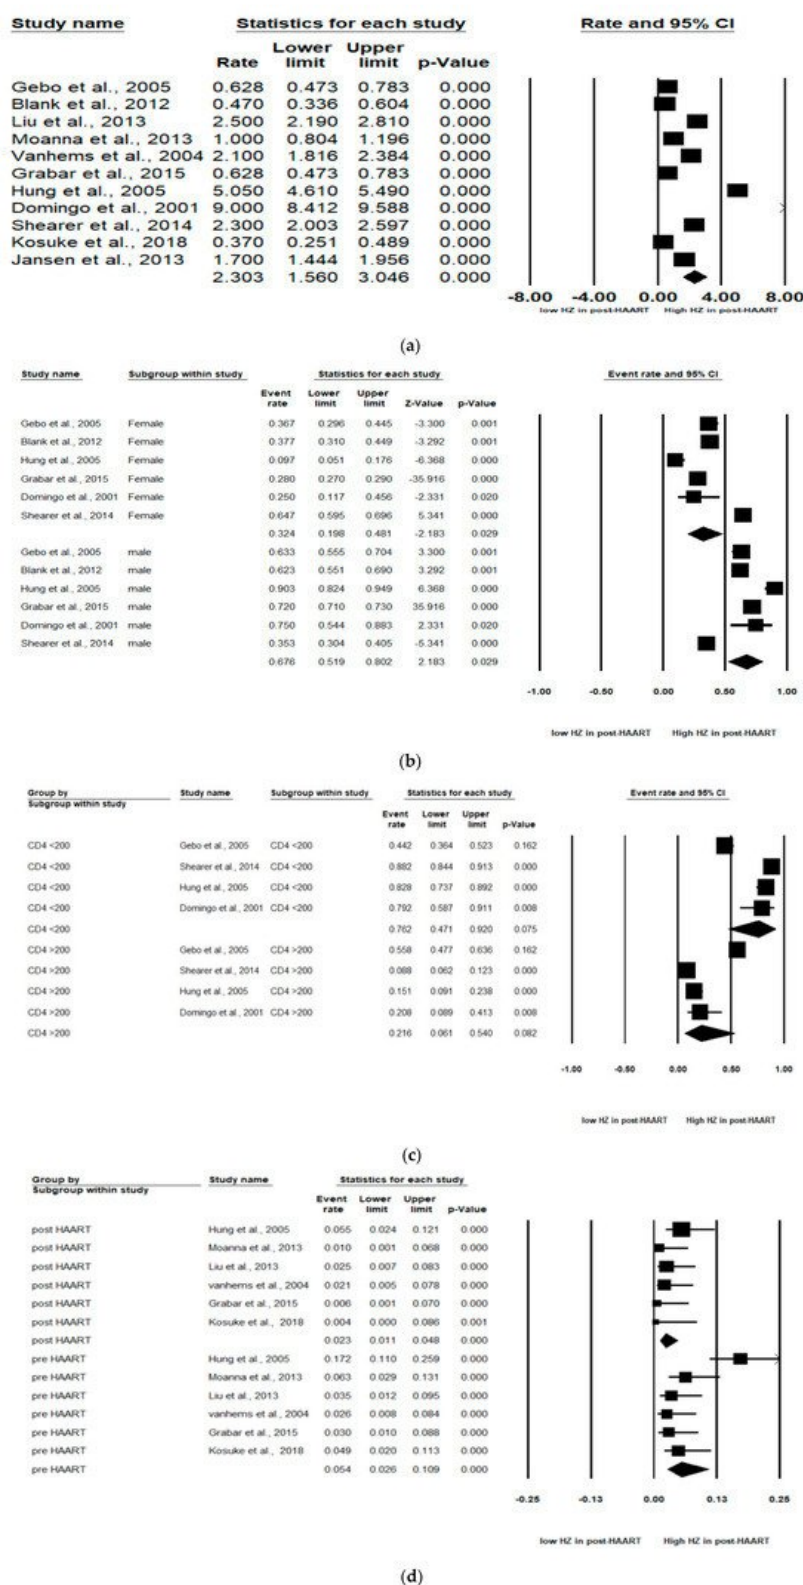 Study name Statistics for each study Rate and 95% CI
Rate Lower limit Upper limit p-Value
Gebo et al., 2005 0.628 0.473 0.783 0.000
Blank et al., 2012 0.470 0.336 0.604 0.000
Liu et al., 2013 2.500 2.190 2.810 0.000
Moanna et al., 2013 1.000 0.804 1.196 0.000
Vanhems et al., 2004 2.100 1.816 2.384 0.000
Grabar et al., 2015 0.628 0.473 0.783 0.000
Hung et al., 2005 5.050 4.610 5.490 0.000
Domingo et al., 2001 9.000 8.412 9.588 0.000
Shearer et al., 2014 2.300 2.003 2.597 0.000
Kosuke et al., 2018 0.370 0.251 0.489 0.000
Jansen et al., 2013 1.700 1.444 1.956 0.000
2.303 1.560 3.046 0.000
-8.00 -4.00 0.00 4.00 8.00
low HZ in post-HAART High HZ in post-HAART
(a)
Study name Subgroup within study Statistics for each study Event rate and 95% CI
Event rate Lower limit Upper limit Z-Value p-Value
Gebo et al., 2005 Female 0.367 0.296 0.445 -3.300 0.001
Blank et al., 2012 Female 0.377 0.310 0.449 -3.292 0.001
Hung et al., 2005 Female 0.097 0.051 0.176 -6.368 0.000
Grabar et al., 2015 Female 0.280 0.270 0.290 -35.916 0.000
Domingo et al., 2001 Female 0.250 0.117 0.456 -2.331 0.020
Shearer et al., 2014 Female 0.647 0.595 0.696 5.341 0.000
0.324 0.198 0.481 -2.183 0.029
Gebo et al., 2005 male 0.633 0.555 0.704 3.300 0.001
Blank et al., 2012 male 0.623 0.551 0.690 3.292 0.001
Hung et al., 2005 male 0.903 0.824 0.949 6.368 0.000
Grabar et al., 2015 male 0.720 0.710 0.730 35.916 0.000
Domingo et al., 2001 male 0.750 0.544 0.883 2.331 0.020
Shearer et al., 2014 male 0.353 0.304 0.405 -5.341 0.000
0.676 0.519 0.802 2.183 0.029
-1.00 -0.50 0.00 0.50 1.00
low HZ in post-HAART High HZ in post-HAART
(b)
Group by Study name Subgroup within study Statistics for each study Event rate and 95% CI
Subgroup within study
Event rate Lower limit Upper limit p-Value
CD4 <200 Gebo et al., 2005 CD4 <200 0.442 0.364 0.523 0.162
CD4 <200 Shearer et al., 2014 CD4 <200 0.882 0.844 0.913 0.000
CD4 <200 Hung et al., 2005 CD4 <200 0.828 0.737 0.892 0.000
CD4 <200 Domingo et al., 2001 CD4 <200 0.792 0.587 0.911 0.008
CD4 <200 0.762 0.471 0.920 0.075
CD4 >200 Gebo et al., 2005 CD4 >200 0.558 0.477 0.636 0.162
CD4 >200 Shearer et al., 2014 CD4 >200 0.088 0.062 0.123 0.000
CD4 >200 Hung et al., 2005 CD4 >200 0.151 0.091 0.238 0.000
CD4 >200 Domingo et al., 2001 CD4 >200 0.208 0.089 0.413 0.008
CD4 >200 0.216 0.061 0.540 0.082
-1.00 -0.50 0.00 0.50 1.00
low HZ in post-HAART High HZ in post-HAART
(c)
Group by Study name Statistics for each study Event rate and 95% CI
Subgroup within study
Event rate Lower limit Upper limit p-Value
post HAART Hung et al., 2005 0.055 0.024 0.121 0.000
post HAART Moanna et al., 2013 0.010 0.001 0.068 0.000
post HAART Liu et al., 2013 0.025 0.007 0.083 0.000
post HAART vanhems et al., 2004 0.021 0.005 0.078 0.000
post HAART Grabar et al., 2015 0.006 0.001 0.070 0.000
post HAART Kosuke et al., 2018 0.004 0.000 0.086 0.001
post HAART 0.023 0.011 0.048 0.000
pre HAART Hung et al., 2005 0.172 0.110 0.259 0.000
pre HAART Moanna et al., 2013 0.063 0.029 0.131 0.000
pre HAART Liu et al., 2013 0.035 0.012 0.095 0.000
pre HAART vanhems et al., 2004 0.026 0.008 0.084 0.000
pre HAART Grabar et al., 2015 0.030 0.010 0.088 0.000
pre HAART Kosuke et al., 2018 0.049 0.020 0.113 0.000
pre HAART 0.054 0.026 0.109 0.000
-0.25 -0.13 0.00 0.13 0.25
low HZ in post-HAART High HZ in post-HAART
(d)